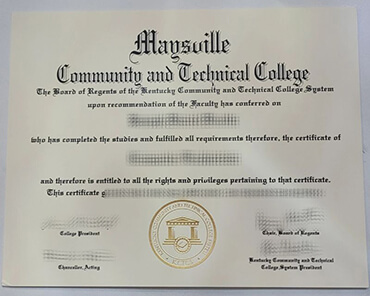 Maysville
Community and Technical College
The Board of Regents of the Kentucky Community and Technical College System
upon recommendation of the Faculty has conferred on
who has completed the studies and fulfilled all requirements therefore, the certificate of
and therefore is entitled to all the rights and privileges pertaining to that certificate.
This certificate
College President
Chair, Board of Regents
Chancellor, Acting
Kentucky Community and Technical
College System President